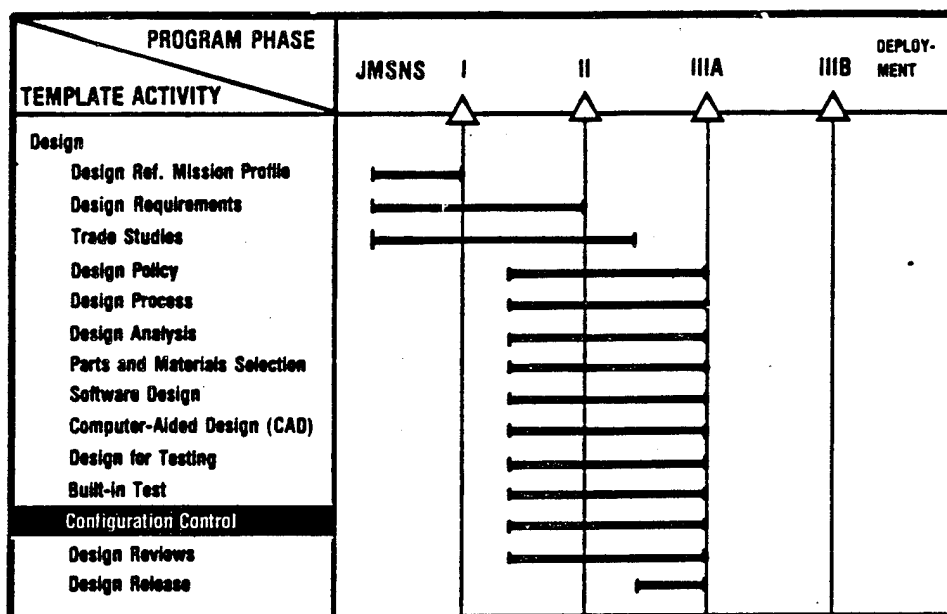 PROGRAM PHASE
TEMPLATE ACTIVITY
JMSNS I II IIIA IIIB DEPLOY-
MENT
Design
Design Ref. Mission Profile
Design Requirements
Trade Studies
Design Policy
Design Process
Design Analysis
Parts and Materials Selection
Software Design
Computer-Aided Design (CAD)
Design for Testing
Built-in Test
Configuration Control
Design Reviews
Design Release